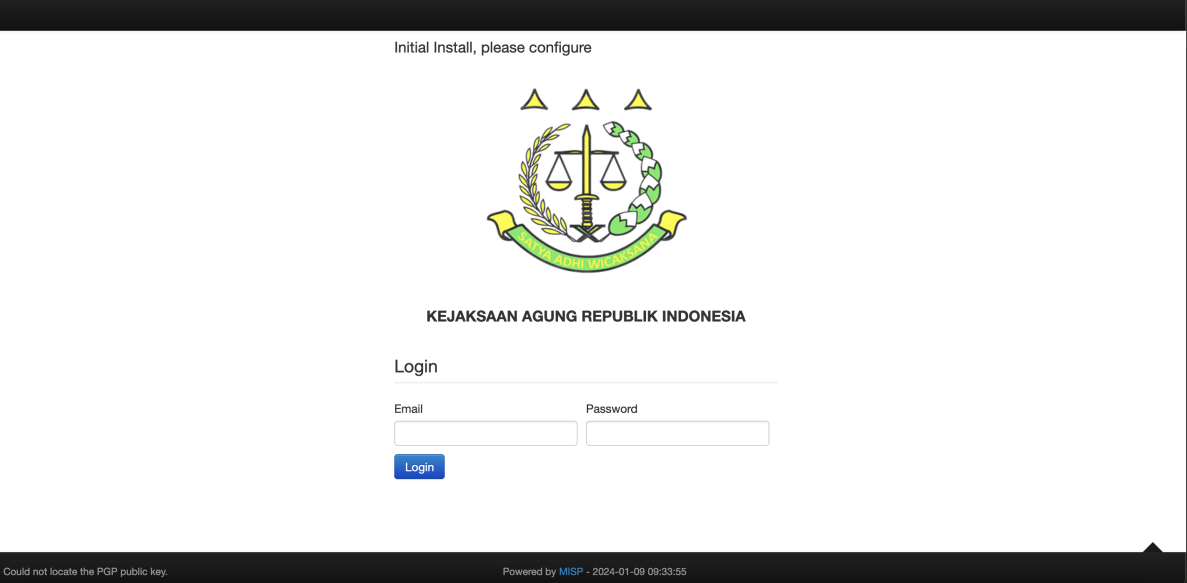 Initial Install, please configure
SATYA ADHI WICAKSANA
KEJAKSAAN AGUNG REPUBLIK INDONESIA
Login
Email Password
Login
Could not locate the PGP public key. Powered by MISP - 2024-01-09 09:33:55